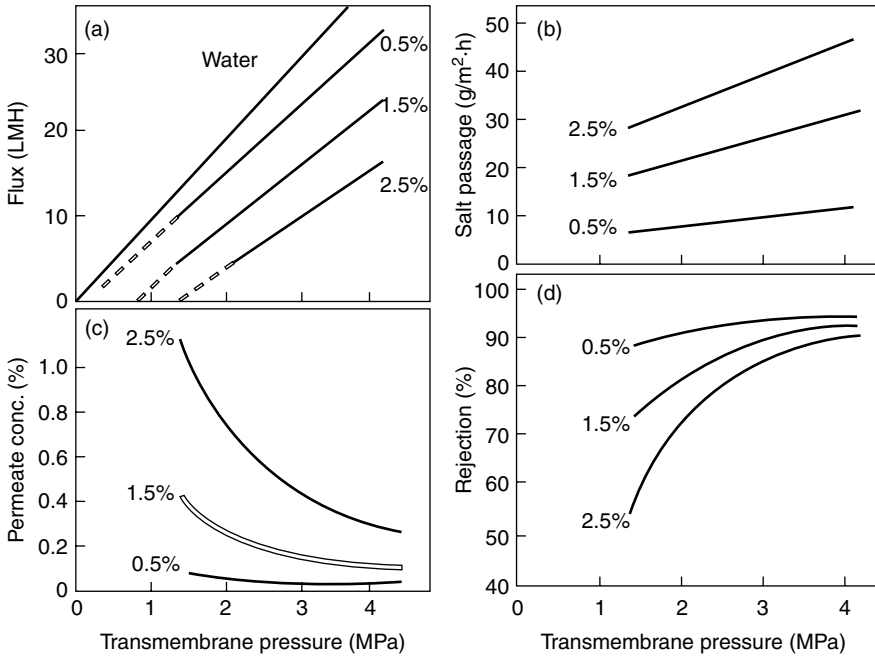 (a)
Water
0.5%
1.5%
2.5%
Flux (LMH)
30
20
10
0
(b)
2.5%
1.5%
0.5%
Salt passage (g/m²·h)
50
40
30
20
10
0
(c)
2.5%
1.5%
0.5%
Permeate conc. (%)
1.0
0.8
0.6
0.4
0.2
0
0 1 2 3 4
Transmembrane pressure (MPa)
(d)
0.5%
1.5%
2.5%
Rejection (%)
100
90
80
70
60
50
40
0 1 2 3 4
Transmembrane pressure (MPa)